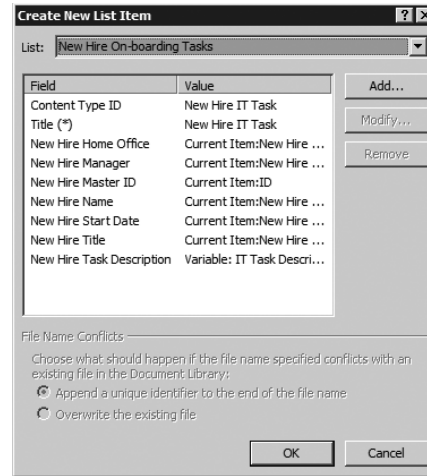 Create New List Item
List: New Hire On-boarding Tasks
Field Value
Content Type ID New Hire IT Task
Title (*) New Hire IT Task
New Hire Home Office Current Item:New Hire ...
New Hire Manager Current Item:New Hire ...
New Hire Master ID Current Item:ID
New Hire Name Current Item:New Hire ...
New Hire Start Date Current Item:New Hire ...
New Hire Title Current Item:New Hire ...
New Hire Task Description Variable: IT Task Descri...
Add...
Modify...
Remove
File Name Conflicts
Choose what should happen if the file name specified conflicts with an
existing file in the Document Library:
Append a unique identifier to the end of the file name
Overwrite the existing file
OK Cancel